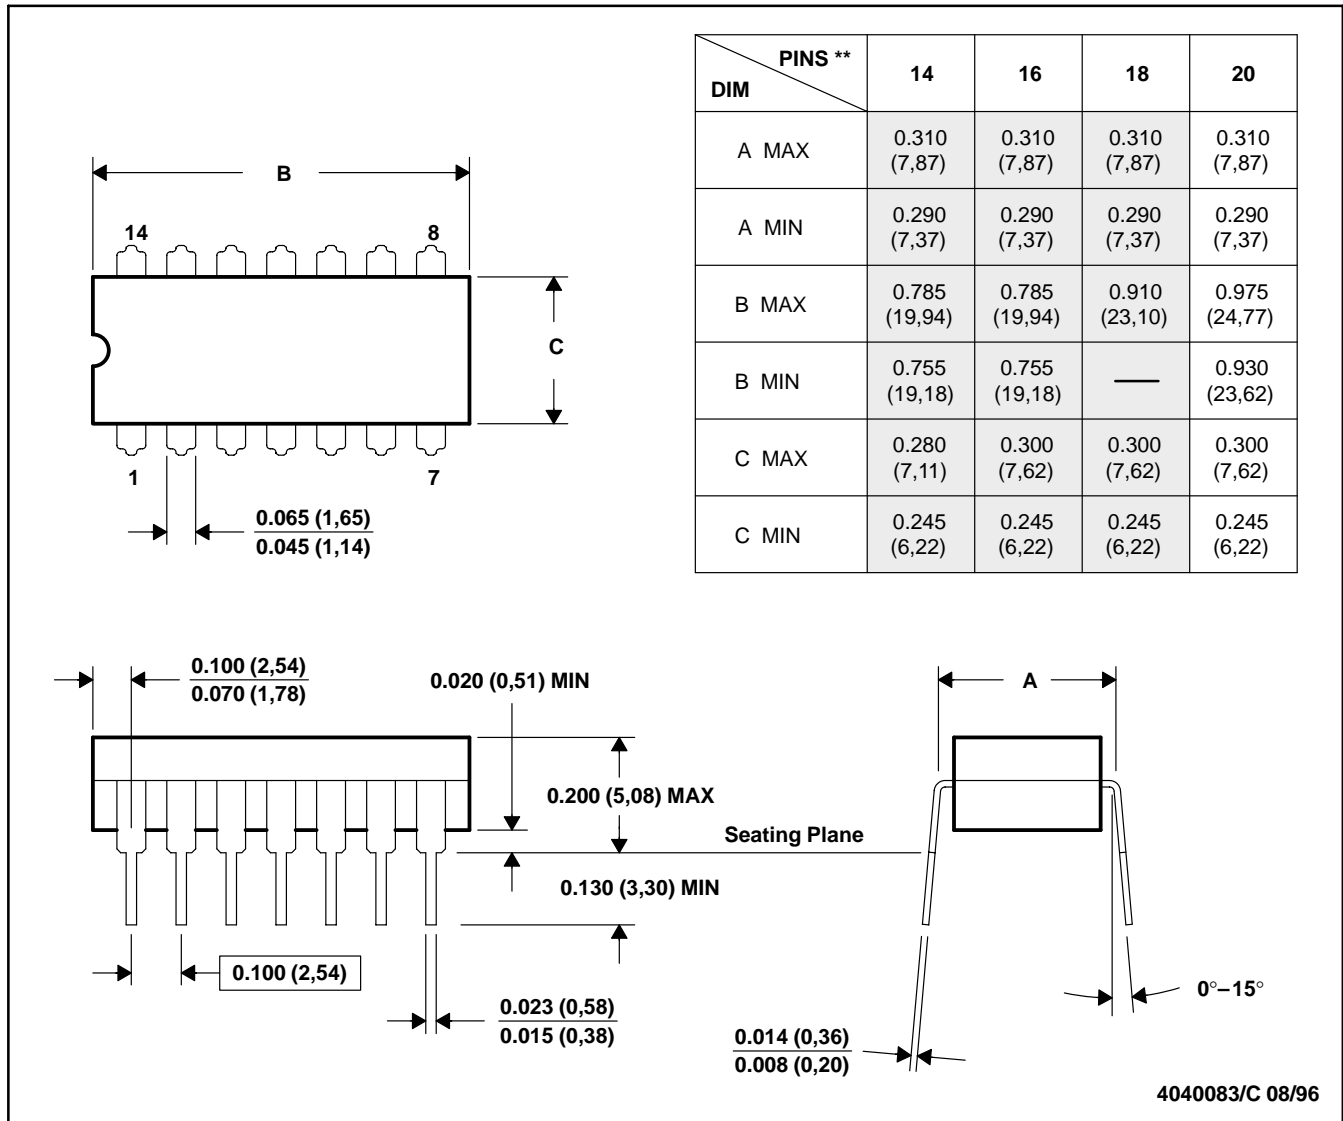 PINS **
DIM
14 16 18 20
A MAX 0.310 (7,87) 0.310 (7,87) 0.310 (7,87) 0.310 (7,87)
A MIN 0.290 (7,37) 0.290 (7,37) 0.290 (7,37) 0.290 (7,37)
B MAX 0.785 (19,94) 0.785 (19,94) 0.910 (23,10) 0.975 (24,77)
B MIN 0.755 (19,18) 0.755 (19,18) — 0.930 (23,62)
C MAX 0.280 (7,11) 0.300 (7,62) 0.300 (7,62) 0.300 (7,62)
C MIN 0.245 (6,22) 0.245 (6,22) 0.245 (6,22) 0.245 (6,22)
B
14 8
C
1 7
0.065 (1,65)
0.045 (1,14)
0.100 (2,54)
0.070 (1,78)
0.020 (0,51) MIN
0.200 (5,08) MAX
Seating Plane
0.130 (3,30) MIN
0.100 (2,54)
0.023 (0,58)
0.015 (0,38)
A
0°–15°
0.014 (0,36)
0.008 (0,20)
4040083/C 08/96